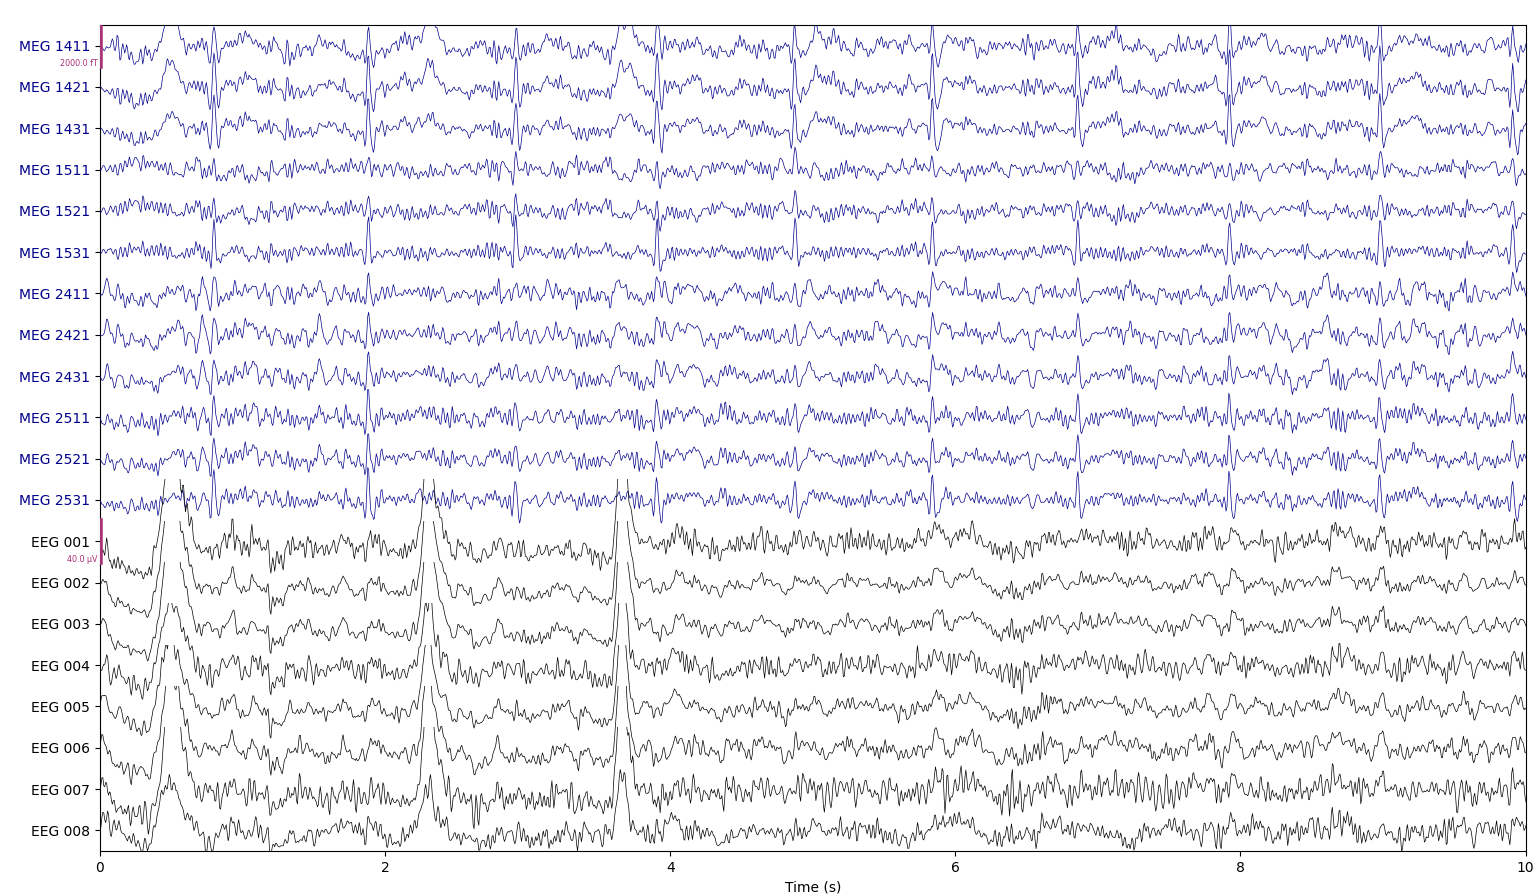 MEG 1411
2000.0 fT
MEG 1421
MEG 1431
MEG 1511
MEG 1521
MEG 1531
MEG 2411
MEG 2421
MEG 2431
MEG 2511
MEG 2521
MEG 2531
EEG 001
40.0 µV
EEG 002
EEG 003
EEG 004
EEG 005
EEG 006
EEG 007
EEG 008
0 2 4 6 8 10
Time (s)